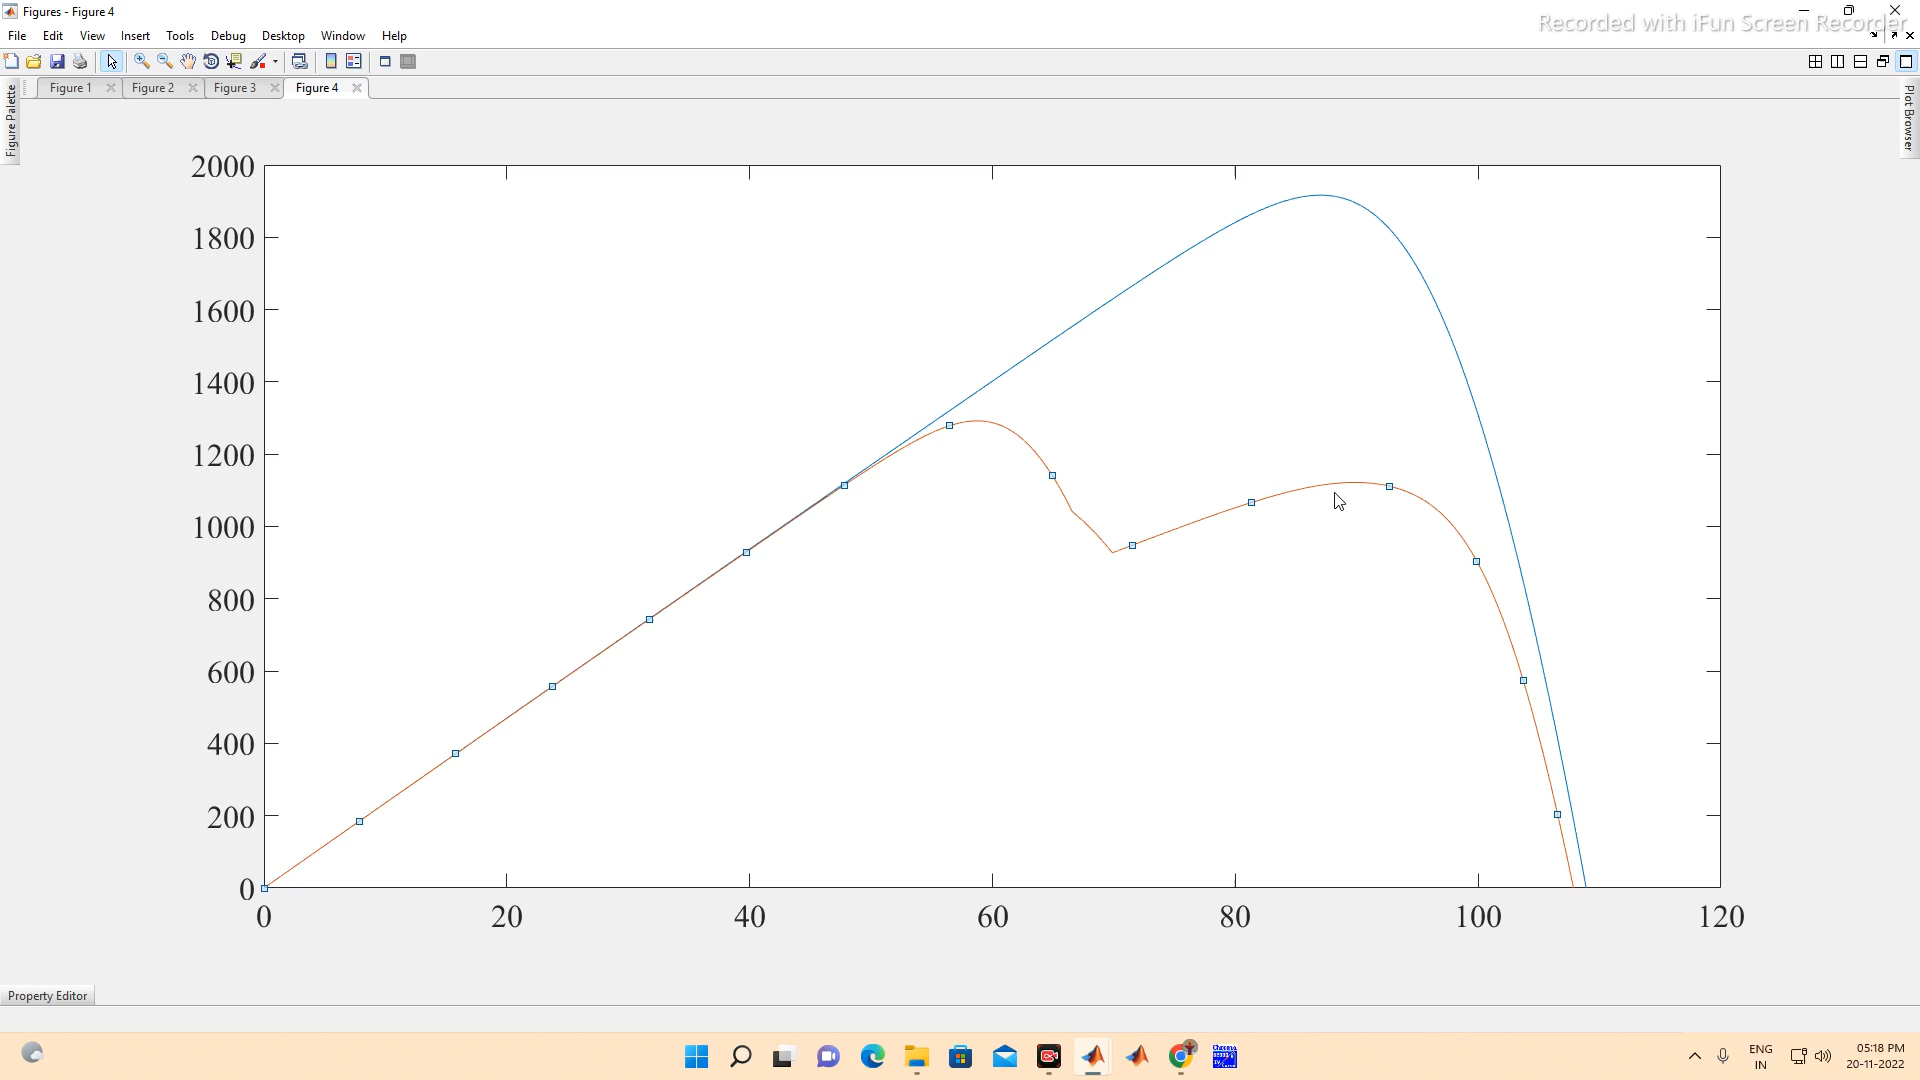 Figures - Figure 4
Recorded with iFun Screen Recorder
File Edit View Insert Tools Debug Desktop Window Help
Figure 1 Figure 2 Figure 3 Figure 4
Figure Palette
Plot Browser
2000
1800
1600
1400
1200
1000
800
600
400
200
0
0 20 40 60 80 100 120
Property Editor
ENG
IN
05:18 PM
20-11-2022